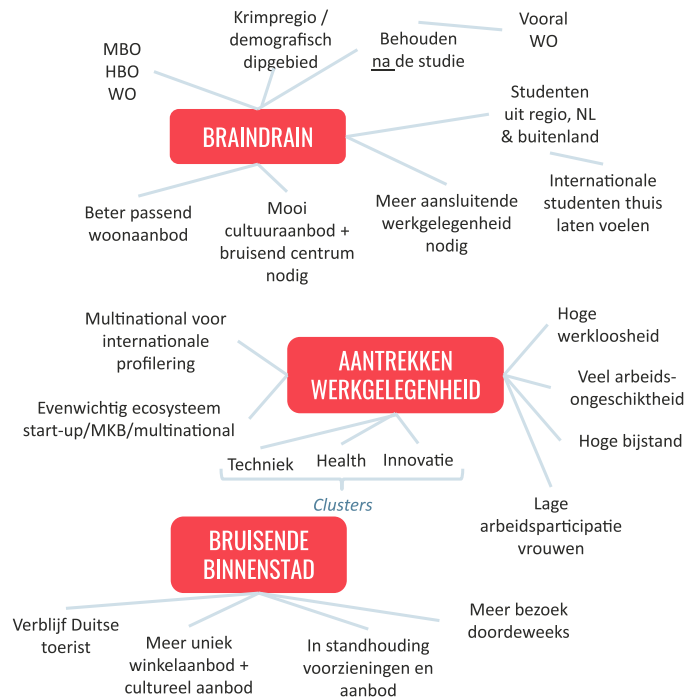 MBO
HBO
WO
Krimpregio /
demografisch
dipgebied
Behouden
na de studie
Vooral
WO
BRAINDRAIN
Studenten
uit regio, NL
& buitenland
Internationale
studenten thuis
laten voelen
Beter passend
woonaanbod
Mooi
cultuuraanbod +
bruisend centrum
nodig
Meer aansluitende
werkgelegenheid
nodig
Multinational voor
internationale
profilering
Evenwichtig ecosysteem
start-up/MKB/multinational
AANTREKKEN
WERKGELEGENHEID
Hoge
werkloosheid
Veel arbeids-
ongeschiktheid
Hoge bijstand
Lage
arbeidsparticipatie
vrouwen
Techniek
Health
Innovatie
Clusters
BRUISENDE
BINNENSTAD
Verblijf Duitse
toerist
Meer uniek
winkelaanbod +
cultureel aanbod
In standhouding
voorzieningen en
aanbod
Meer bezoek
doordeweeks